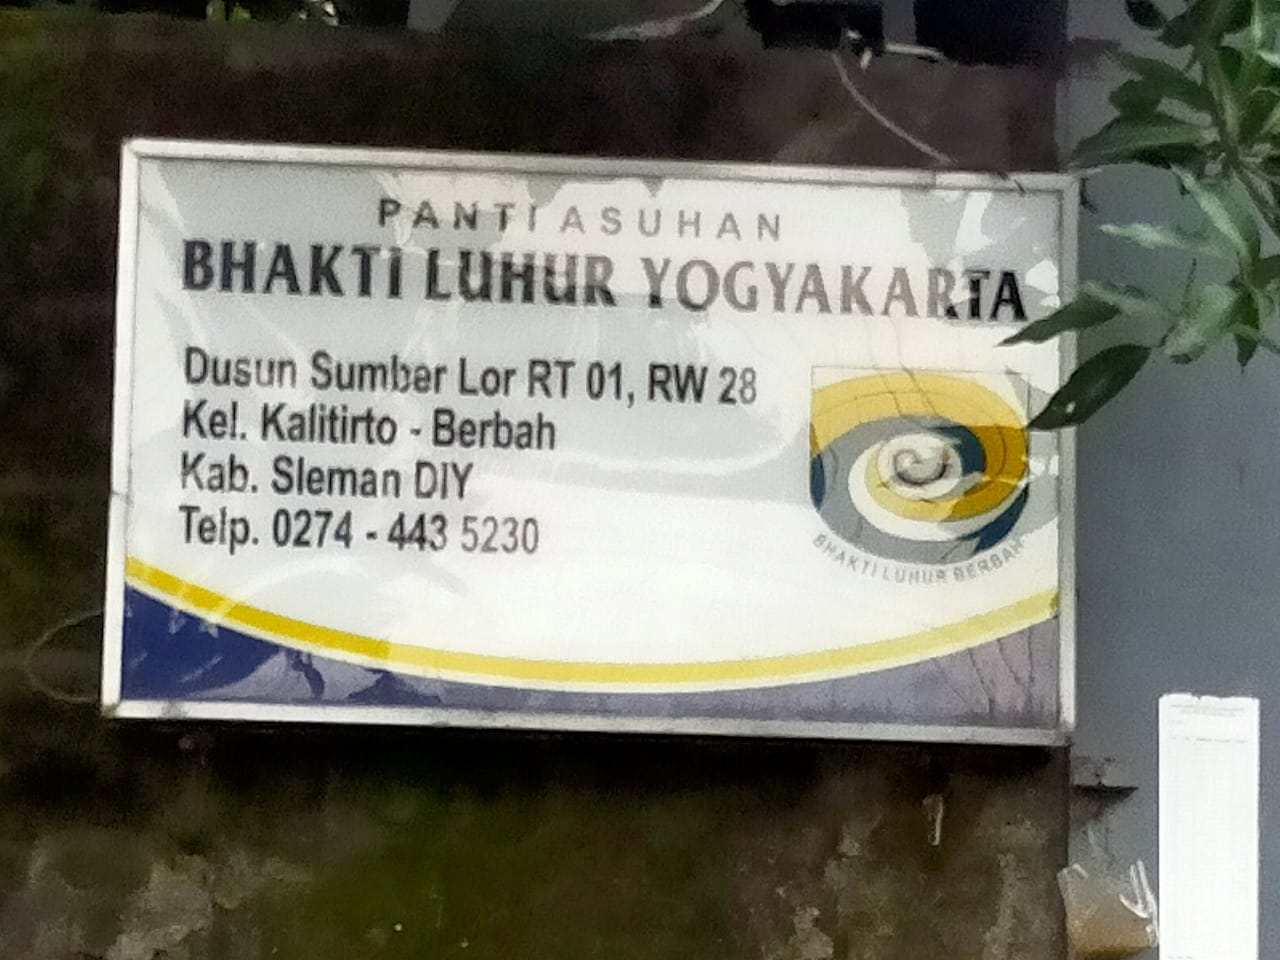 PANTI ASUHAN
BHAKTI LUHUR YOGYAKARTA
Dusun Sumber Lor RT 01, RW 28
Kel. Kalitirto - Berbah
Kab. Sleman DIY
Telp. 0274 - 443 5230
BHAKTI LUHUR BERBAH